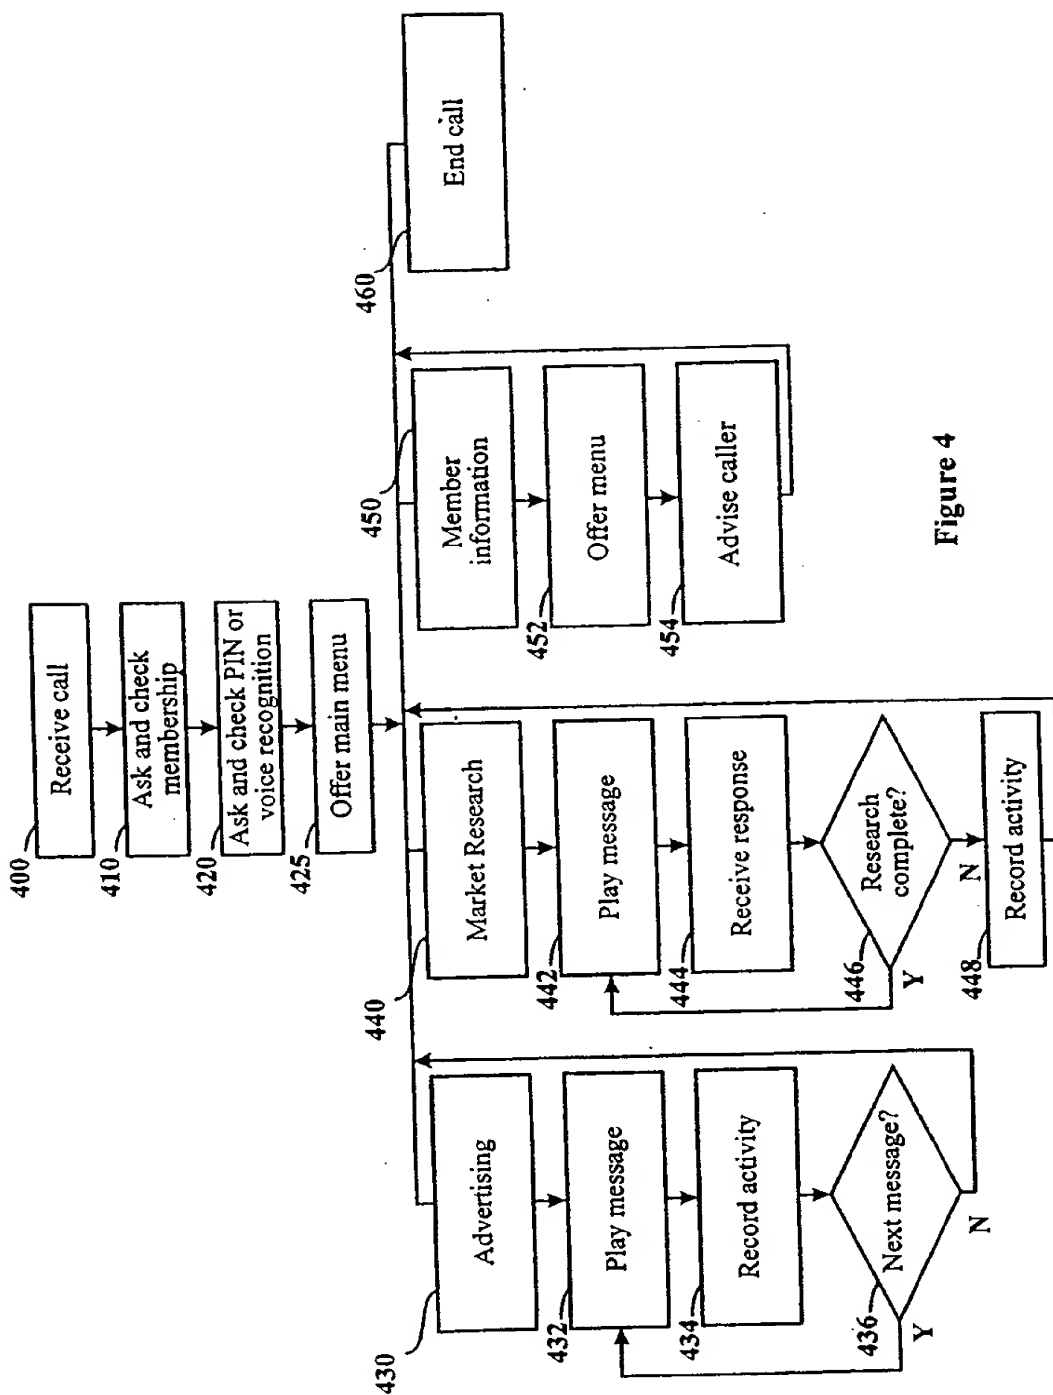 400
Receive call
410
Ask and check
membership
420
Ask and check PIN or
voice recognition
425
Offer main menu
430
Advertising
432
Play message
434
Record activity
436
Next message?
Y
N
440
Market Research
442
Play message
444
Receive response
446
Research
complete?
Y
N
448
Record activity
450
Member
information
452
Offer menu
454
Advise caller
460
End call
Figure 4